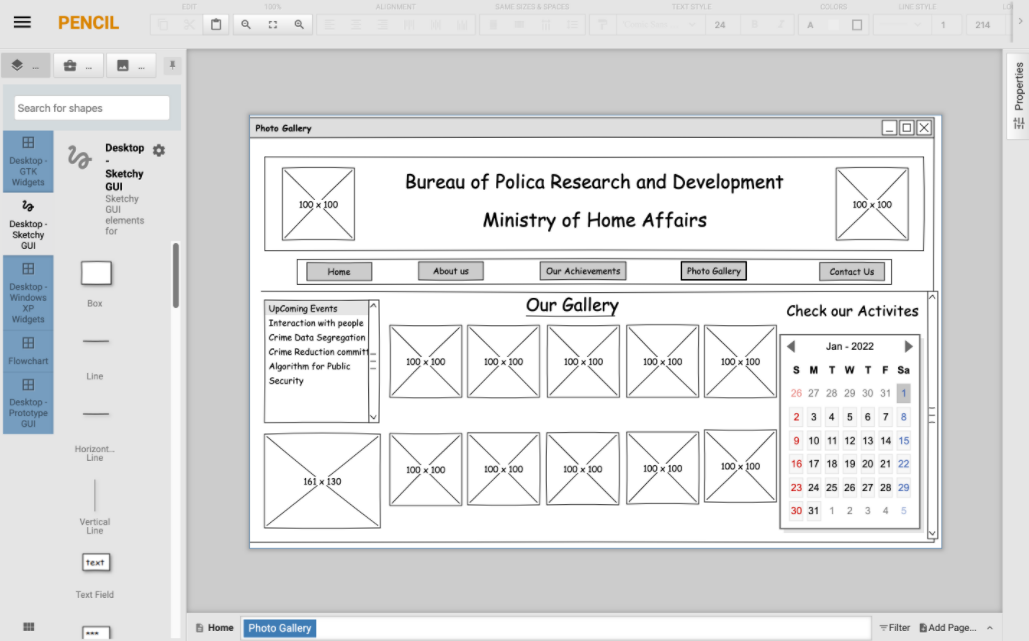 EDIT
100%
ALIGNMENT
SAME SIZES & SPACES
TEXT STYLE
COLORS
LINE STYLE
PENCIL
24
A
B
I
1
214
...
...
...
Properties
Search for shapes
Desktop -
GTK
Widgets
Desktop -
Sketchy
GUI
Desktop -
Windows
XP
Widgets
Flowchart
Desktop -
Prototype
GUI
Desktop
-
Sketchy
GUI
Sketchy
GUI
elements
for
Box
Line
Horizont...
Line
Vertical
Line
text
Text Field
***
Photo Gallery
100 x 100
Bureau of Polica Research and Development
Ministry of Home Affairs
100 x 100
Home
About us
Our Achievements
Photo Gallery
Contact Us
UpComing Events
Interaction with people
Crime Data Segregation
Crime Reduction committ
Algorithm for Public
Security
Our Gallery
100 x 100
100 x 100
100 x 100
100 x 100
100 x 100
161 x 130
100 x 100
100 x 100
100 x 100
100 x 100
100 x 100
Check our Activites
Jan - 2022
S M T W T F Sa
26 27 28 29 30 31 1
2 3 4 5 6 7 8
9 10 11 12 13 14 15
16 17 18 19 20 21 22
23 24 25 26 27 28 29
30 31 1 2 3 4 5
Home
Photo Gallery
Filter
Add Page...